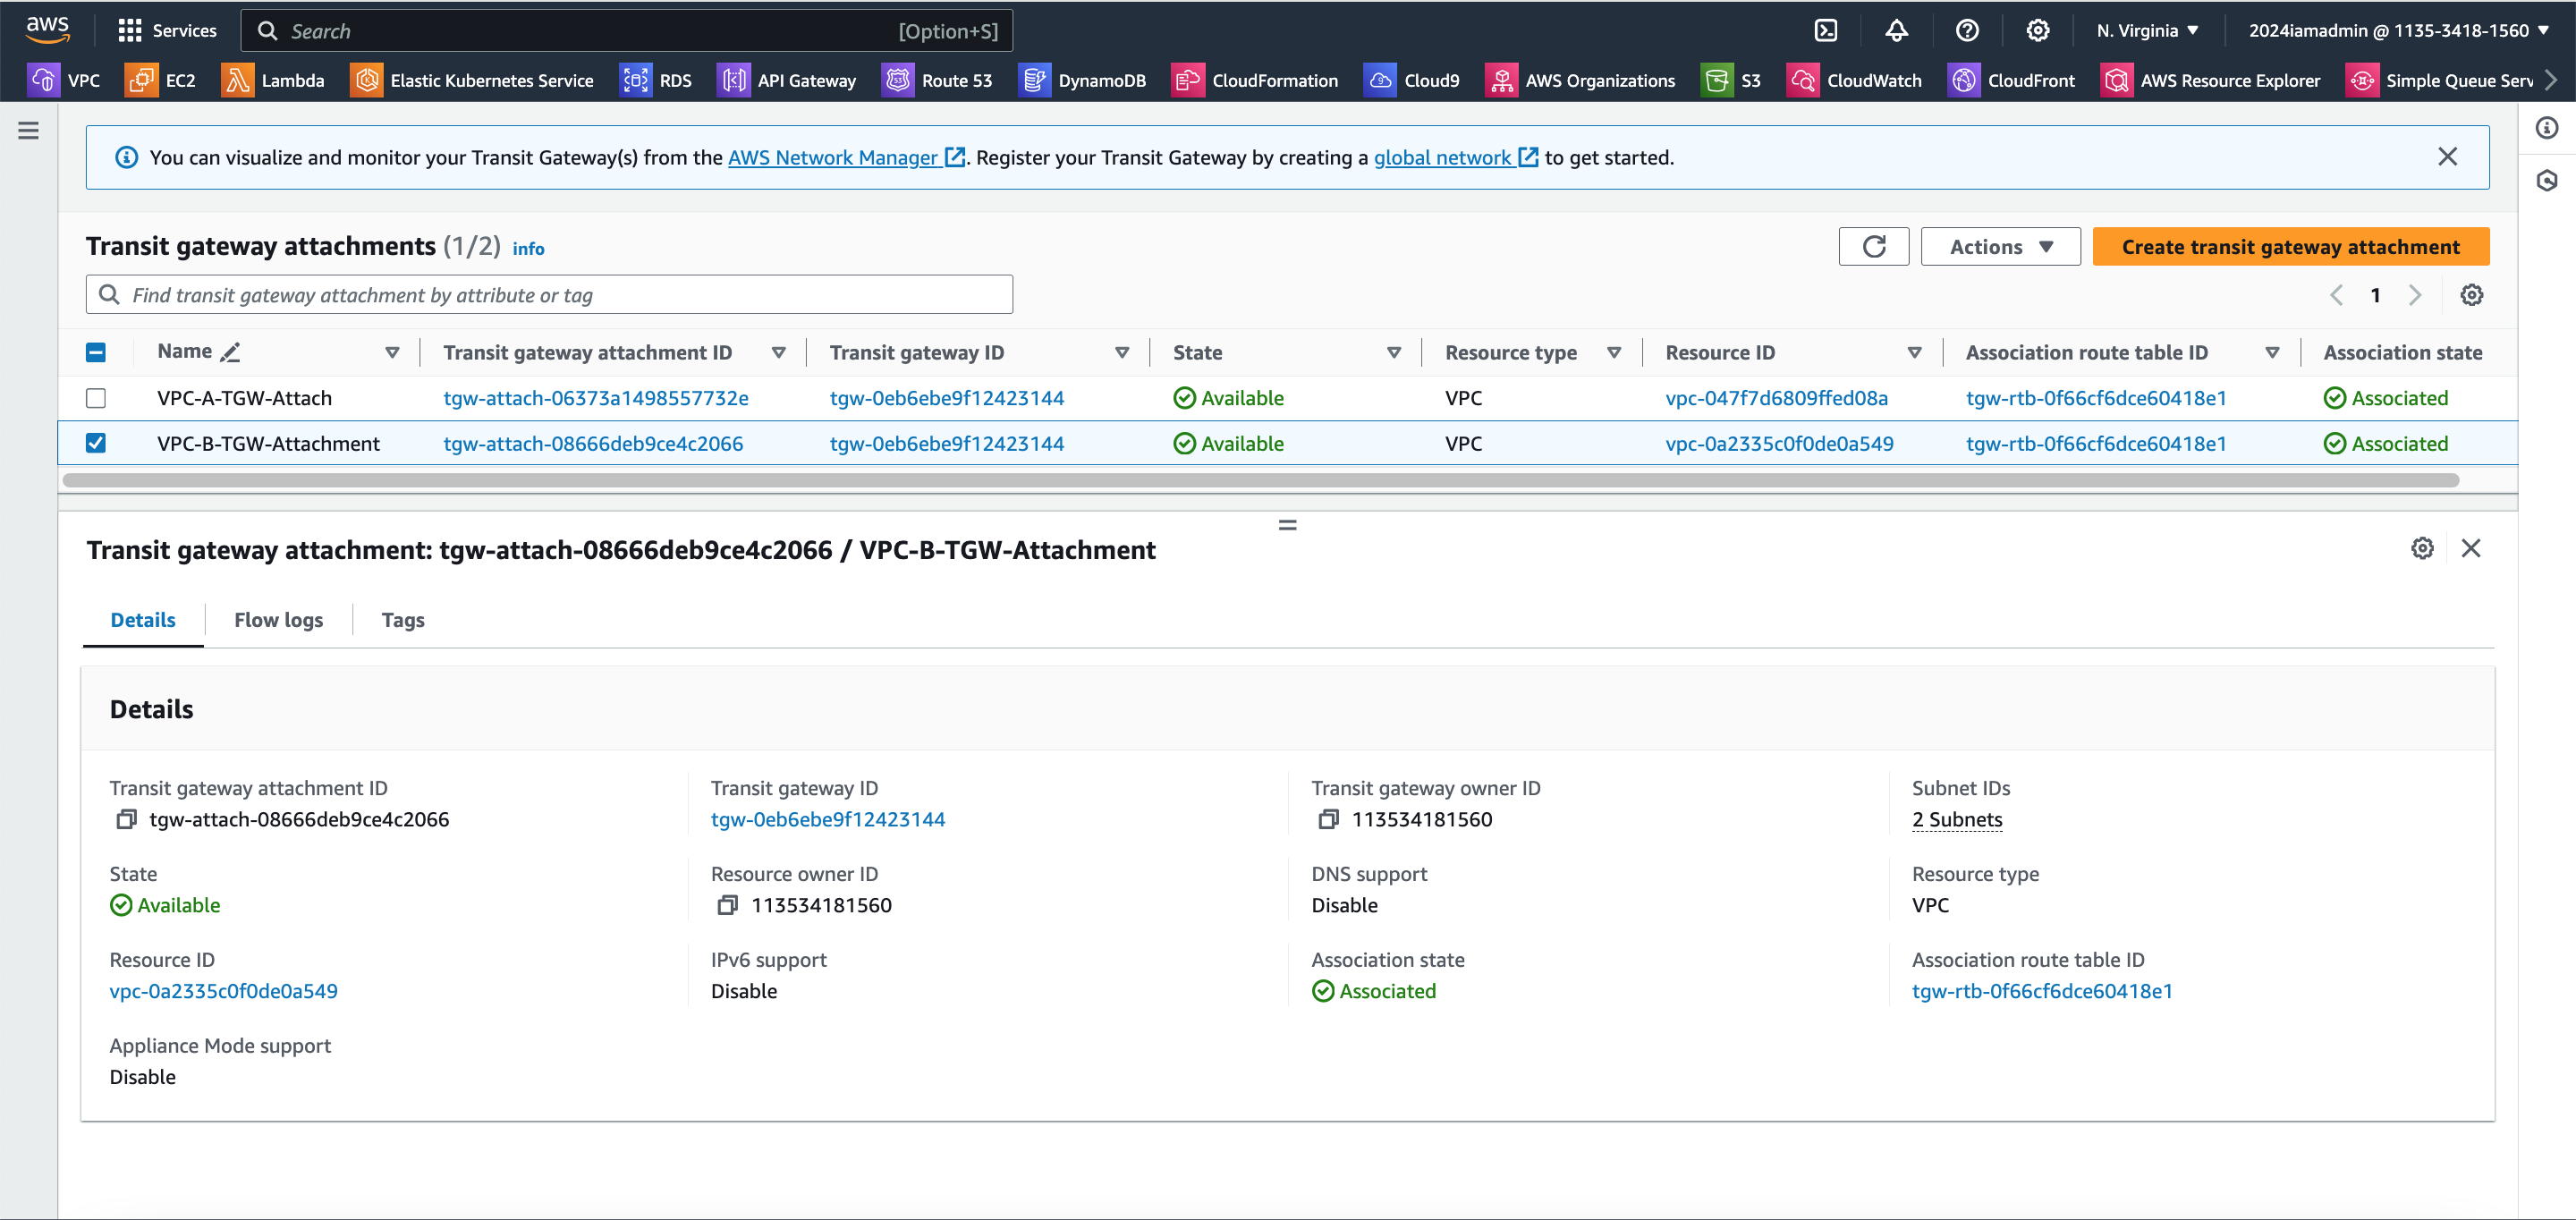 aws Services Search [Option+S] N. Virginia 2024iamadmin @ 1135-3418-1560
VPC EC2 Lambda Elastic Kubernetes Service RDS API Gateway Route 53 DynamoDB CloudFormation Cloud9 AWS Organizations S3 CloudWatch CloudFront AWS Resource Explorer Simple Queue Serv
You can visualize and monitor your Transit Gateway(s) from the AWS Network Manager. Register your Transit Gateway by creating a global network to get started.
Transit gateway attachments (1/2) info Actions Create transit gateway attachment
Find transit gateway attachment by attribute or tag 1
Name Transit gateway attachment ID Transit gateway ID State Resource type Resource ID Association route table ID Association state
VPC-A-TGW-Attach tgw-attach-06373a1498557732e tgw-0eb6ebe9f12423144 Available VPC vpc-047f7d6809ffed08a tgw-rtb-0f66cf6dce60418e1 Associated
VPC-B-TGW-Attachment tgw-attach-08666deb9ce4c2066 tgw-0eb6ebe9f12423144 Available VPC vpc-0a2335c0f0de0a549 tgw-rtb-0f66cf6dce60418e1 Associated
Transit gateway attachment: tgw-attach-08666deb9ce4c2066 / VPC-B-TGW-Attachment
Details Flow logs Tags
Details
Transit gateway attachment ID Transit gateway ID Transit gateway owner ID Subnet IDs
tgw-attach-08666deb9ce4c2066 tgw-0eb6ebe9f12423144 113534181560 2 Subnets
State Resource owner ID DNS support Resource type
Available 113534181560 Disable VPC
Resource ID IPv6 support Association state Association route table ID
vpc-0a2335c0f0de0a549 Disable Associated tgw-rtb-0f66cf6dce60418e1
Appliance Mode support
Disable